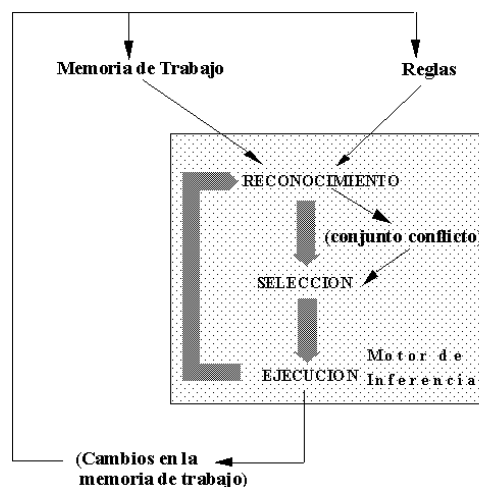 Memoria de Trabajo
Reglas
RECONOCIMIENTO
(conjunto conflicto)
SELECCION
Motor de
EJECUCION
Inferencia
(Cambios en la
memoria de trabajo)